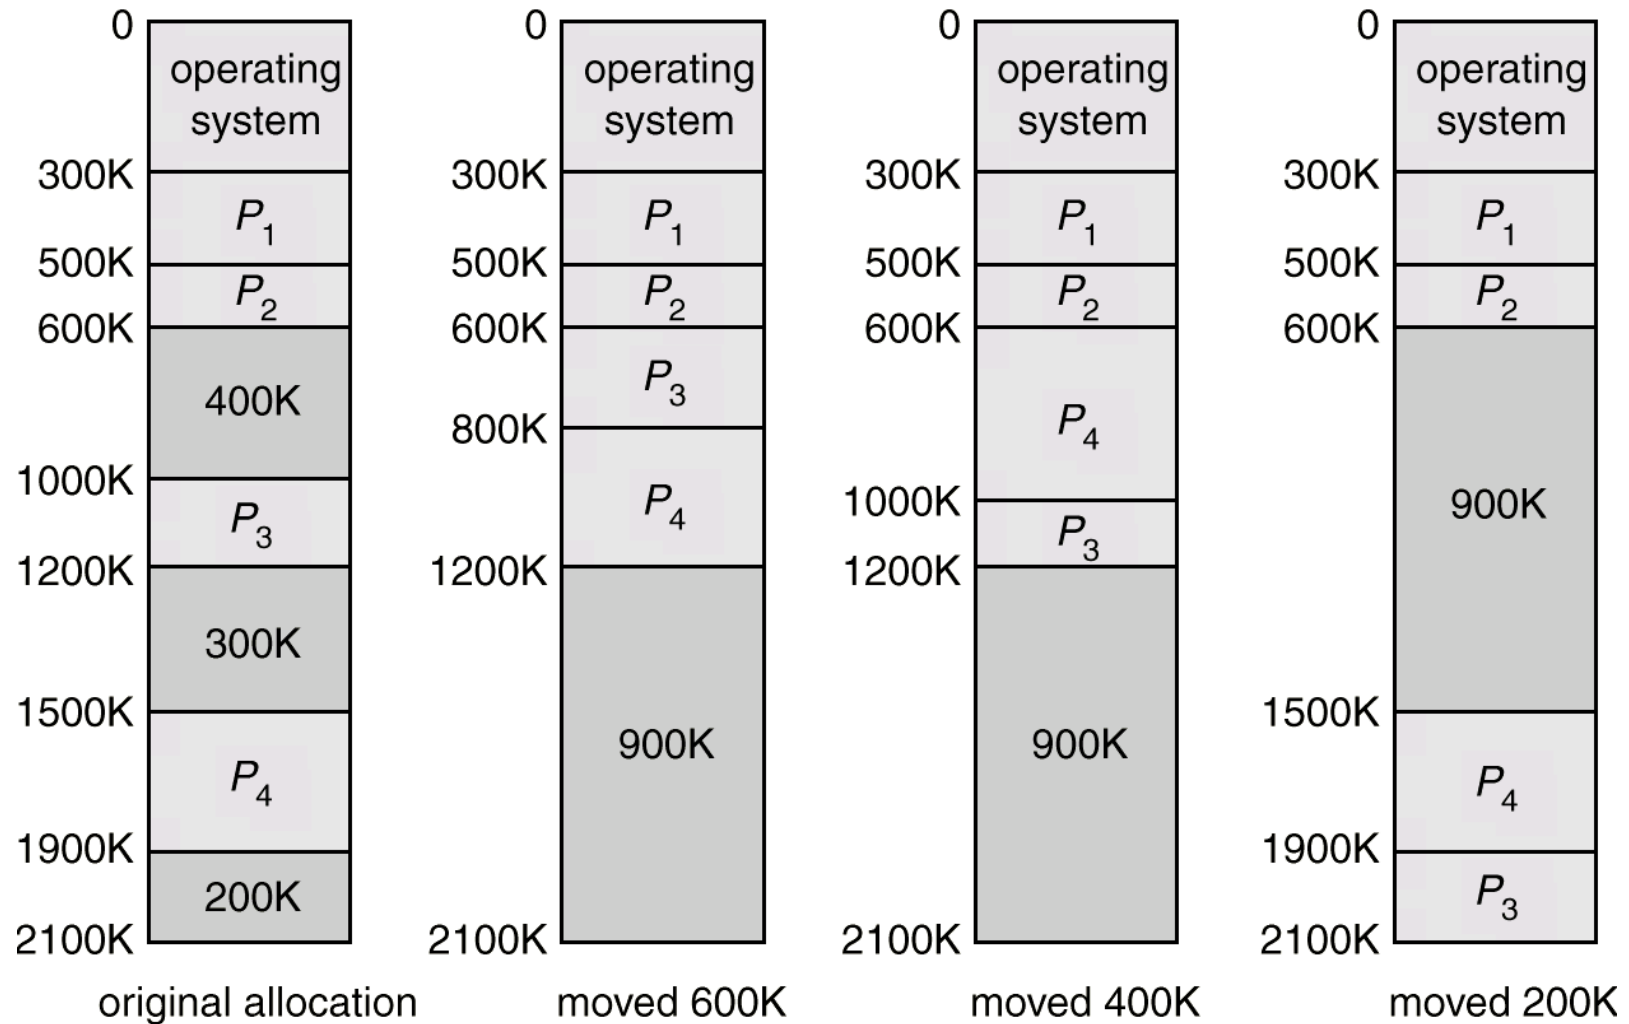 0
operating
system
300K
P1
500K
P2
600K
400K
1000K
P3
1200K
300K
1500K
P4
1900K
200K
2100K
original allocation
0
operating
system
300K
P1
500K
P2
600K
P3
800K
P4
1200K
900K
2100K
moved 600K
0
operating
system
300K
P1
500K
P2
600K
P4
1000K
P3
1200K
900K
2100K
moved 400K
0
operating
system
300K
P1
500K
P2
600K
900K
1500K
P4
1900K
P3
2100K
moved 200K